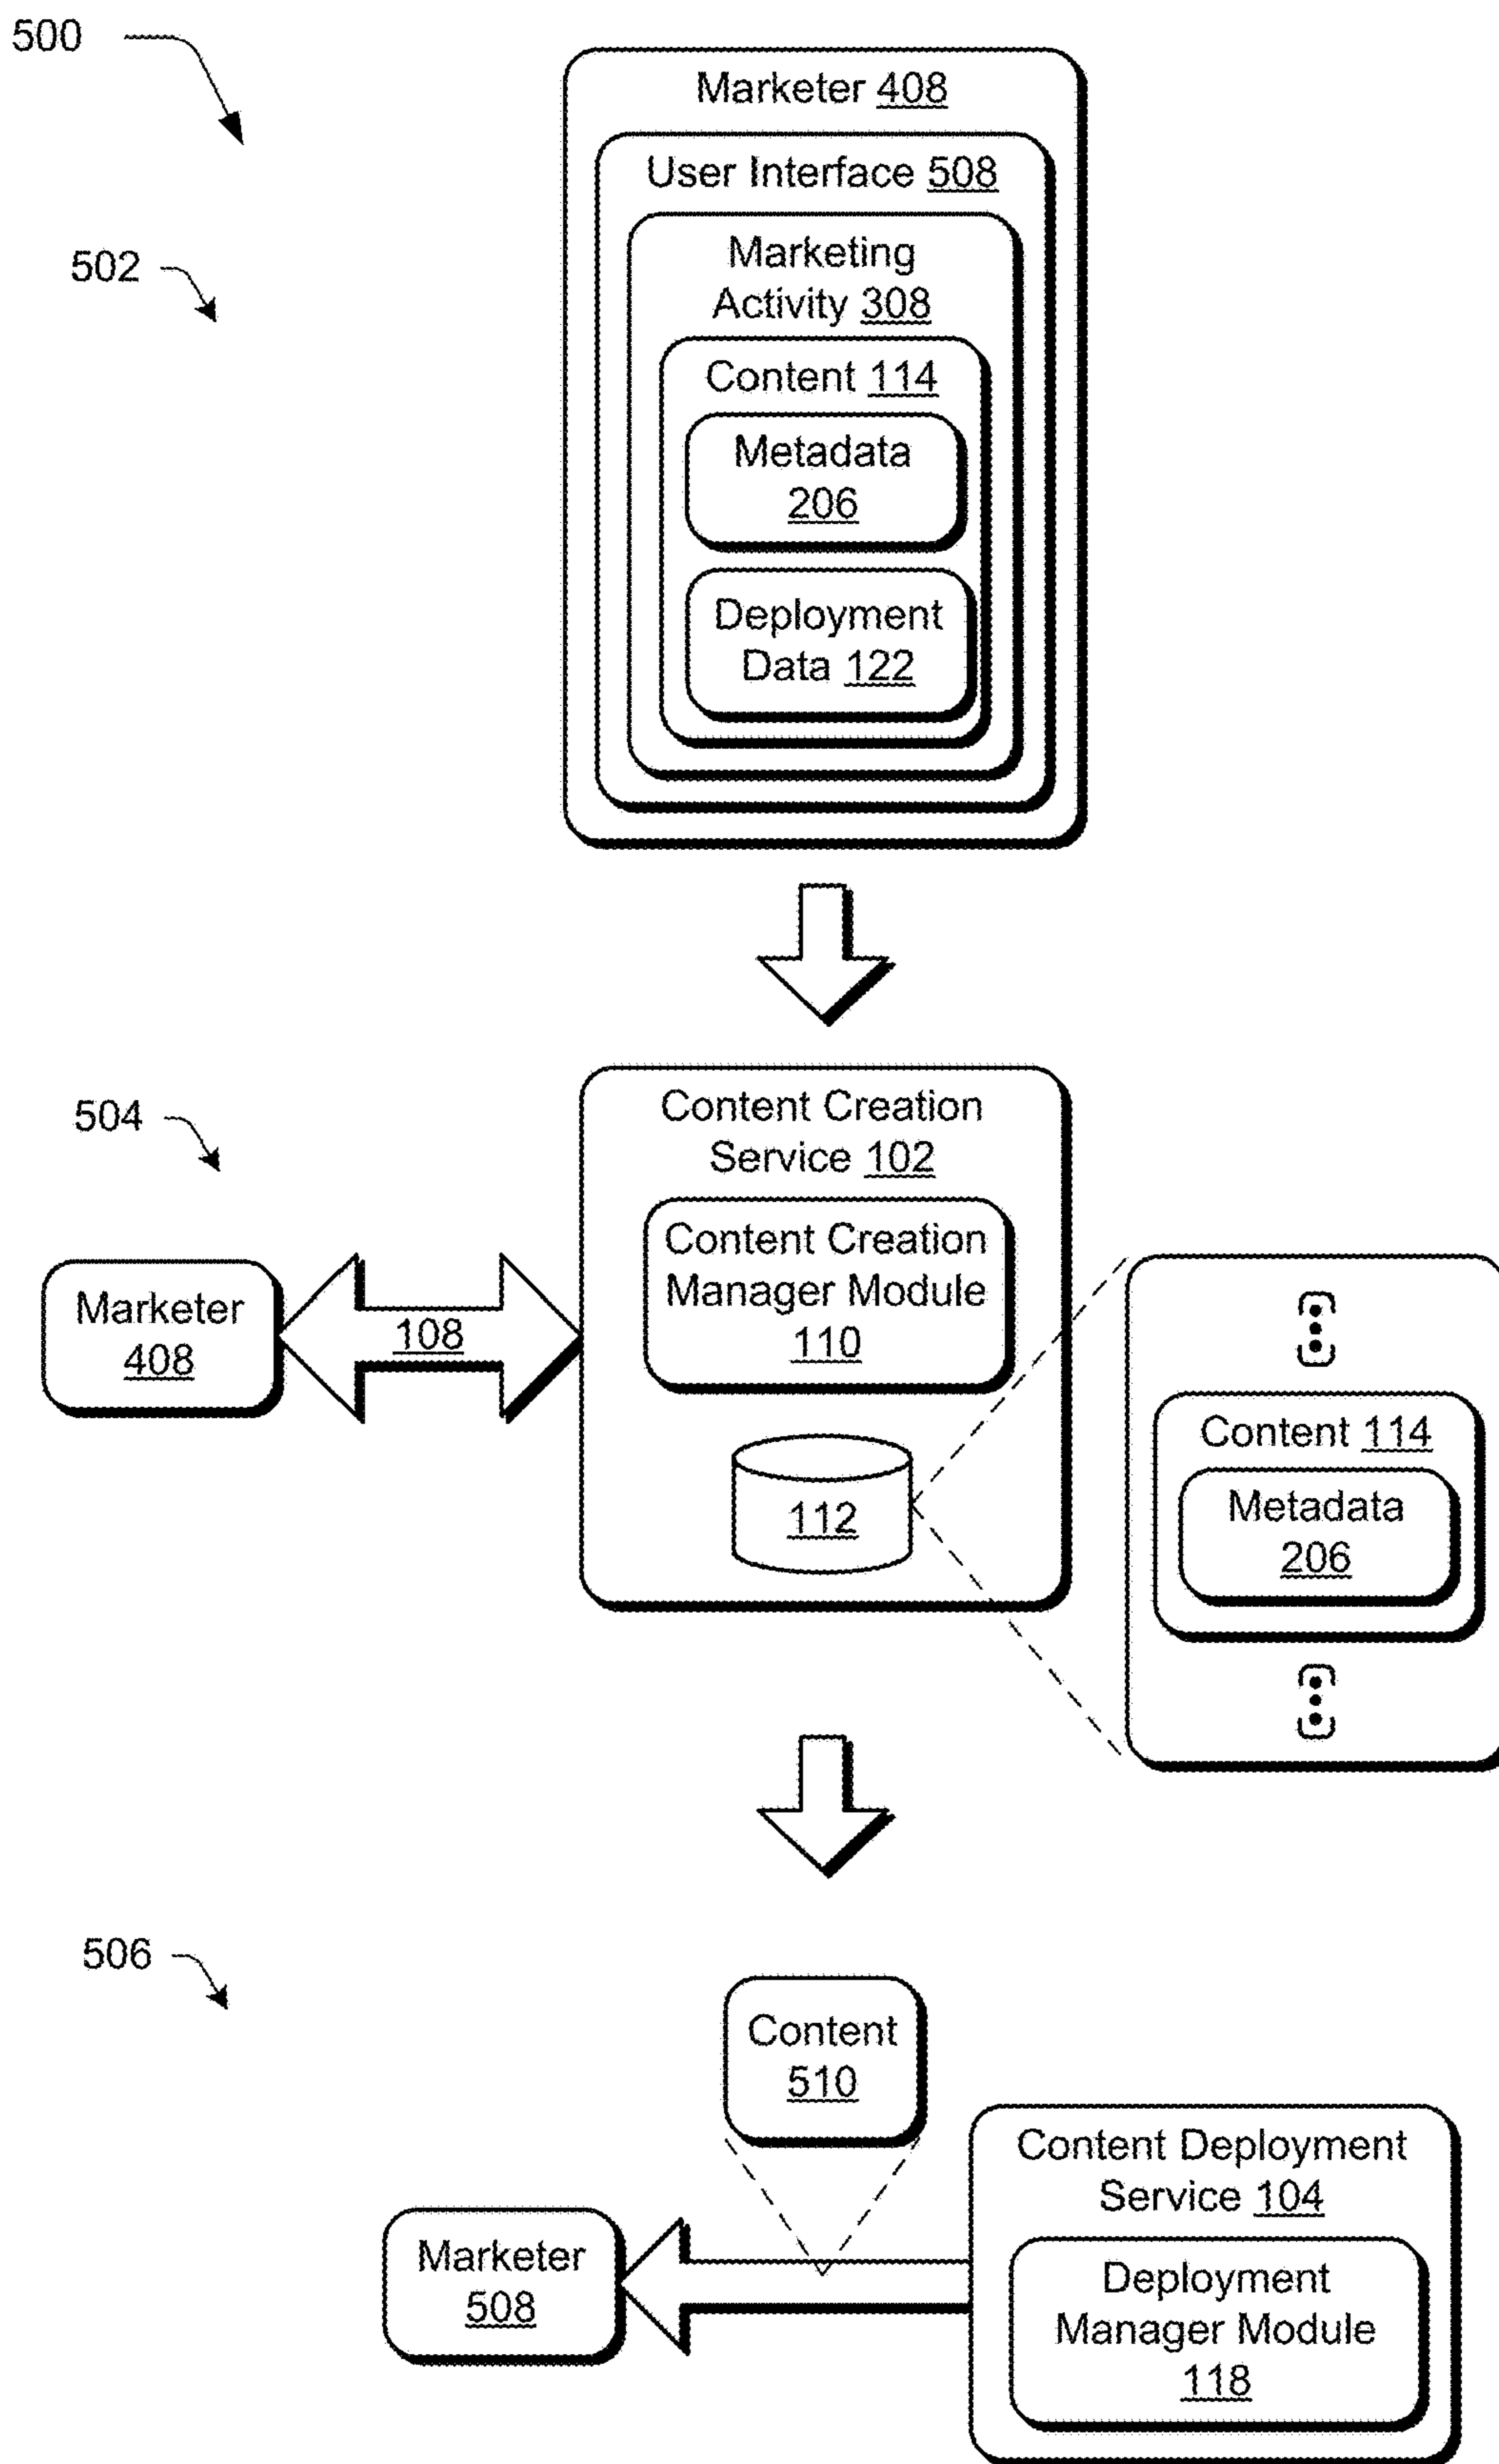 500
Marketer 408
User Interface 508
502
Marketing
Activity 308
Content 114
Metadata
206
Deployment
Data 122
504
Content Creation
Service 102
Content Creation
Manager Module
110
Marketer
408
108
112
Content 114
Metadata
206
506
Content
510
Content Deployment
Service 104
Marketer
508
Deployment
Manager Module
118